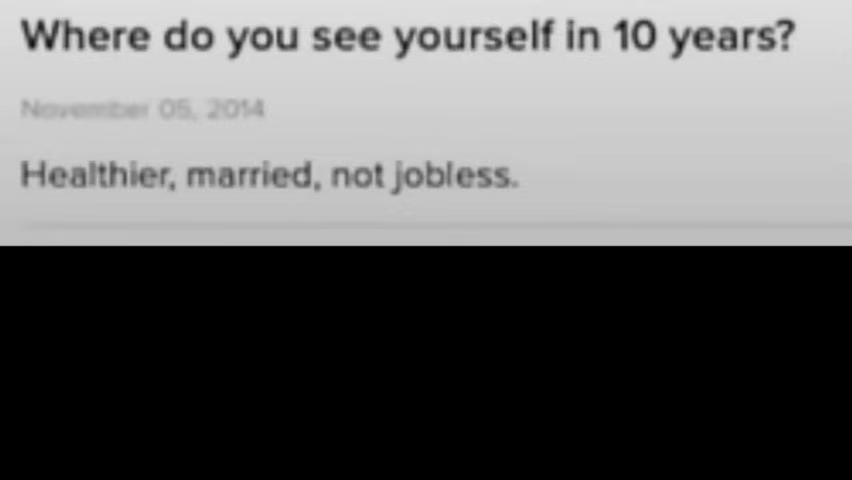 Where do you see yourself in 10 years?
November 05, 2014
Healthier, married, not jobless.